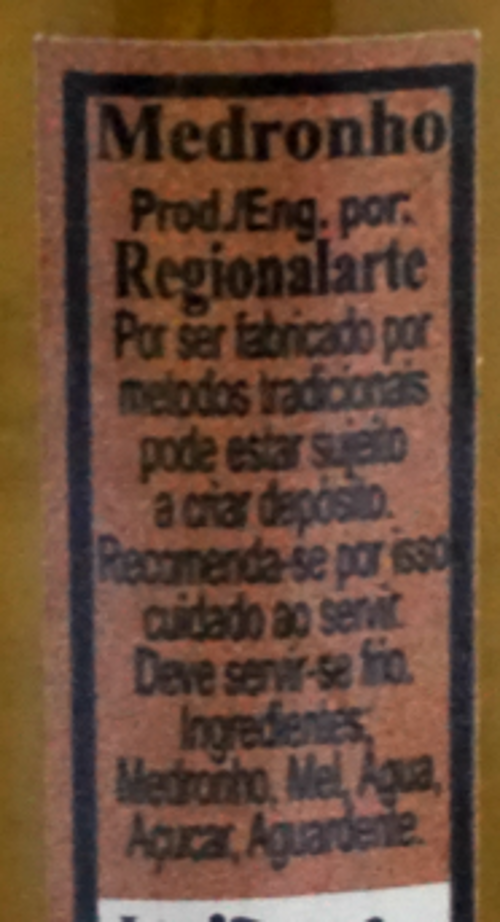 Medronho
Prod./Eng. por:
Regionalarte
Por ser fabricado por
metodos tradicionais
pode estar sujeito
a criar depósito.
Recomenda-se por isso
cuidado ao servir.
Deve servir-se frio.
Ingredientes:
Medronho, Mel, Água,
Açucar, Aguardente.